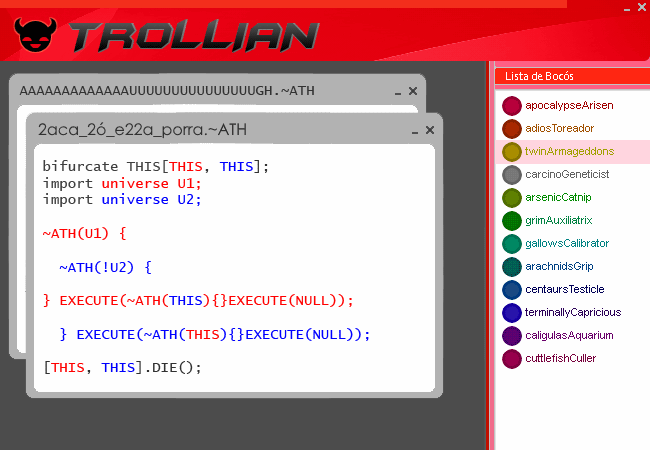 TROLLIAN
Lista de Bocós
AAAAAAAAAAAAAUUUUUUUUUUUUUUUGH.~ATH
2aca_2ó_e22a_porra.~ATH
bifurcate THIS[THIS, THIS];
import universe U1;
import universe U2;
~ATH(U1) {
~ATH(!U2) {
} EXECUTE(~ATH(THIS){}EXECUTE(NULL));
} EXECUTE(~ATH(THIS){}EXECUTE(NULL));
[THIS, THIS].DIE();
apocalypseArisen
adiosToreador
twinArmageddons
carcinoGeneticist
arsenicCatnip
grimAuxiliatrix
gallowsCalibrator
arachnidsGrip
centaursTesticle
terminallyCapricious
caligulasAquarium
cuttlefishCuller